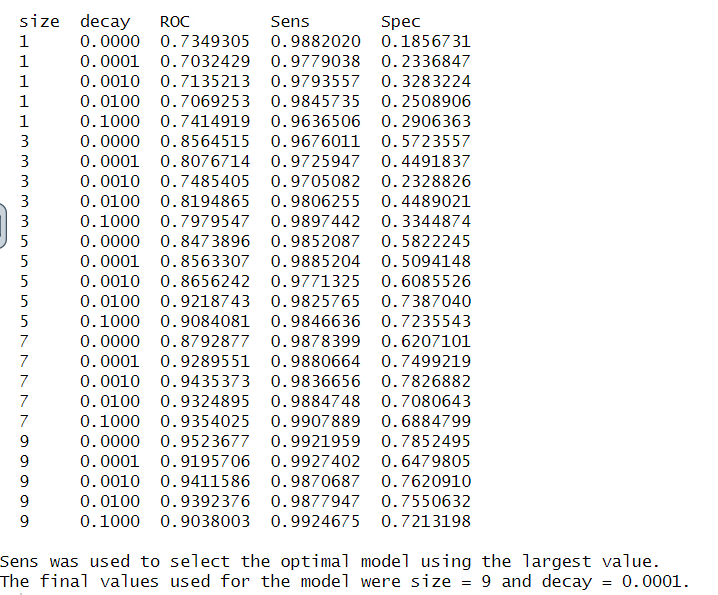 size decay ROC Sens Spec
1 0.0000 0.7349305 0.9882020 0.1856731
1 0.0001 0.7032429 0.9779038 0.2336847
1 0.0010 0.7135213 0.9793557 0.3283224
1 0.0100 0.7069253 0.9845735 0.2508906
1 0.1000 0.7414919 0.9636506 0.2906363
3 0.0000 0.8564515 0.9676011 0.5723557
3 0.0001 0.8076714 0.9725947 0.4491837
3 0.0010 0.7485405 0.9705082 0.2328826
3 0.0100 0.8194865 0.9806255 0.4489021
3 0.1000 0.7979547 0.9897442 0.3344874
5 0.0000 0.8473896 0.9852087 0.5822245
5 0.0001 0.8563307 0.9885204 0.5094148
5 0.0010 0.8656242 0.9771325 0.6085526
5 0.0100 0.9218743 0.9825765 0.7387040
5 0.1000 0.9084081 0.9846636 0.7235543
7 0.0000 0.8792877 0.9878399 0.6207101
7 0.0001 0.9289551 0.9880664 0.7499219
7 0.0010 0.9435373 0.9836656 0.7826882
7 0.0100 0.9324895 0.9884748 0.7080643
7 0.1000 0.9354025 0.9907889 0.6884799
9 0.0000 0.9523677 0.9921959 0.7852495
9 0.0001 0.9195706 0.9927402 0.6479805
9 0.0010 0.9411586 0.9870687 0.7620910
9 0.0100 0.9392376 0.9877947 0.7550632
9 0.1000 0.9038003 0.9924675 0.7213198
Sens was used to select the optimal model using the largest value.
The final values used for the model were size = 9 and decay = 0.0001.